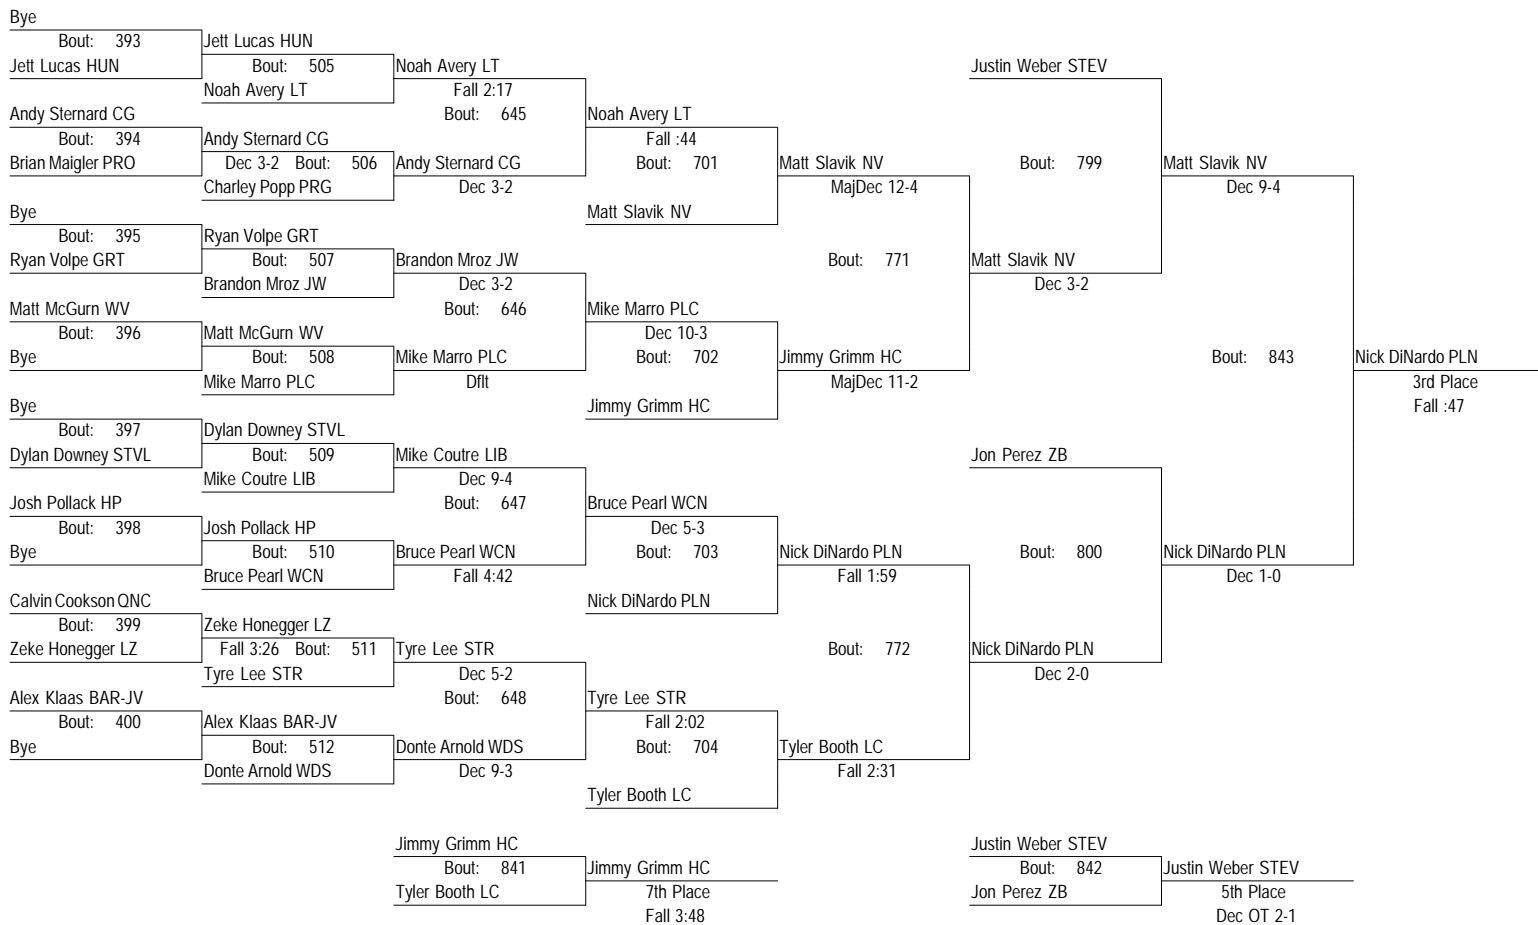 Bye
Bout: 393 Jett Lucas HUN
Jett Lucas HUN Bout: 505 Noah Avery LT Justin Weber STEV
Noah Avery LT Fall 2:17
Andy Sternard CG Bout: 645 Noah Avery LT
Bout: 394 Andy Sternard CG Fall :44
Brian Maigler PRO Dec 3-2 Bout: 506 Andy Sternard CG Bout: 701 Matt Slavik NV Bout: 799 Matt Slavik NV
Charley Popp PRG Dec 3-2 MajDec 12-4 Dec 9-4
Bye Matt Slavik NV
Bout: 395 Ryan Volpe GRT
Ryan Volpe GRT Bout: 507 Brandon Mroz JW Bout: 771 Matt Slavik NV
Brandon Mroz JW Dec 3-2 Dec 3-2
Matt McGurn WV Bout: 646 Mike Marro PLC
Bout: 396 Matt McGurn WV Dec 10-3
Bye Bout: 508 Mike Marro PLC Bout: 702 Jimmy Grimm HC Bout: 843 Nick DiNardo PLN
Mike Marro PLC Dflt MajDec 11-2 3rd Place
Bye Jimmy Grimm HC Fall :47
Bout: 397 Dylan Downey STVL
Dylan Downey STVL Bout: 509 Mike Coutre LIB Jon Perez ZB
Mike Coutre LIB Dec 9-4
Josh Pollack HP Bout: 647 Bruce Pearl WCN
Bout: 398 Josh Pollack HP Dec 5-3
Bye Bout: 510 Bruce Pearl WCN Bout: 703 Nick DiNardo PLN Bout: 800 Nick DiNardo PLN
Bruce Pearl WCN Fall 4:42 Fall 1:59 Dec 1-0
Calvin Cookson QNC Nick DiNardo PLN
Bout: 399 Zeke Honegger LZ
Zeke Honegger LZ Fall 3:26 Bout: 511 Tyre Lee STR Bout: 772 Nick DiNardo PLN
Tyre Lee STR Dec 5-2 Dec 2-0
Alex Klaas BAR-JV Bout: 648 Tyre Lee STR
Bout: 400 Alex Klaas BAR-JV Fall 2:02
Bye Bout: 512 Donte Arnold WDS Bout: 704 Tyler Booth LC
Donte Arnold WDS Dec 9-3 Fall 2:31
Tyler Booth LC
Jimmy Grimm HC Justin Weber STEV
Bout: 841 Jimmy Grimm HC Bout: 842 Justin Weber STEV
Tyler Booth LC 7th Place Jon Perez ZB 5th Place
Fall 3:48 Dec OT 2-1